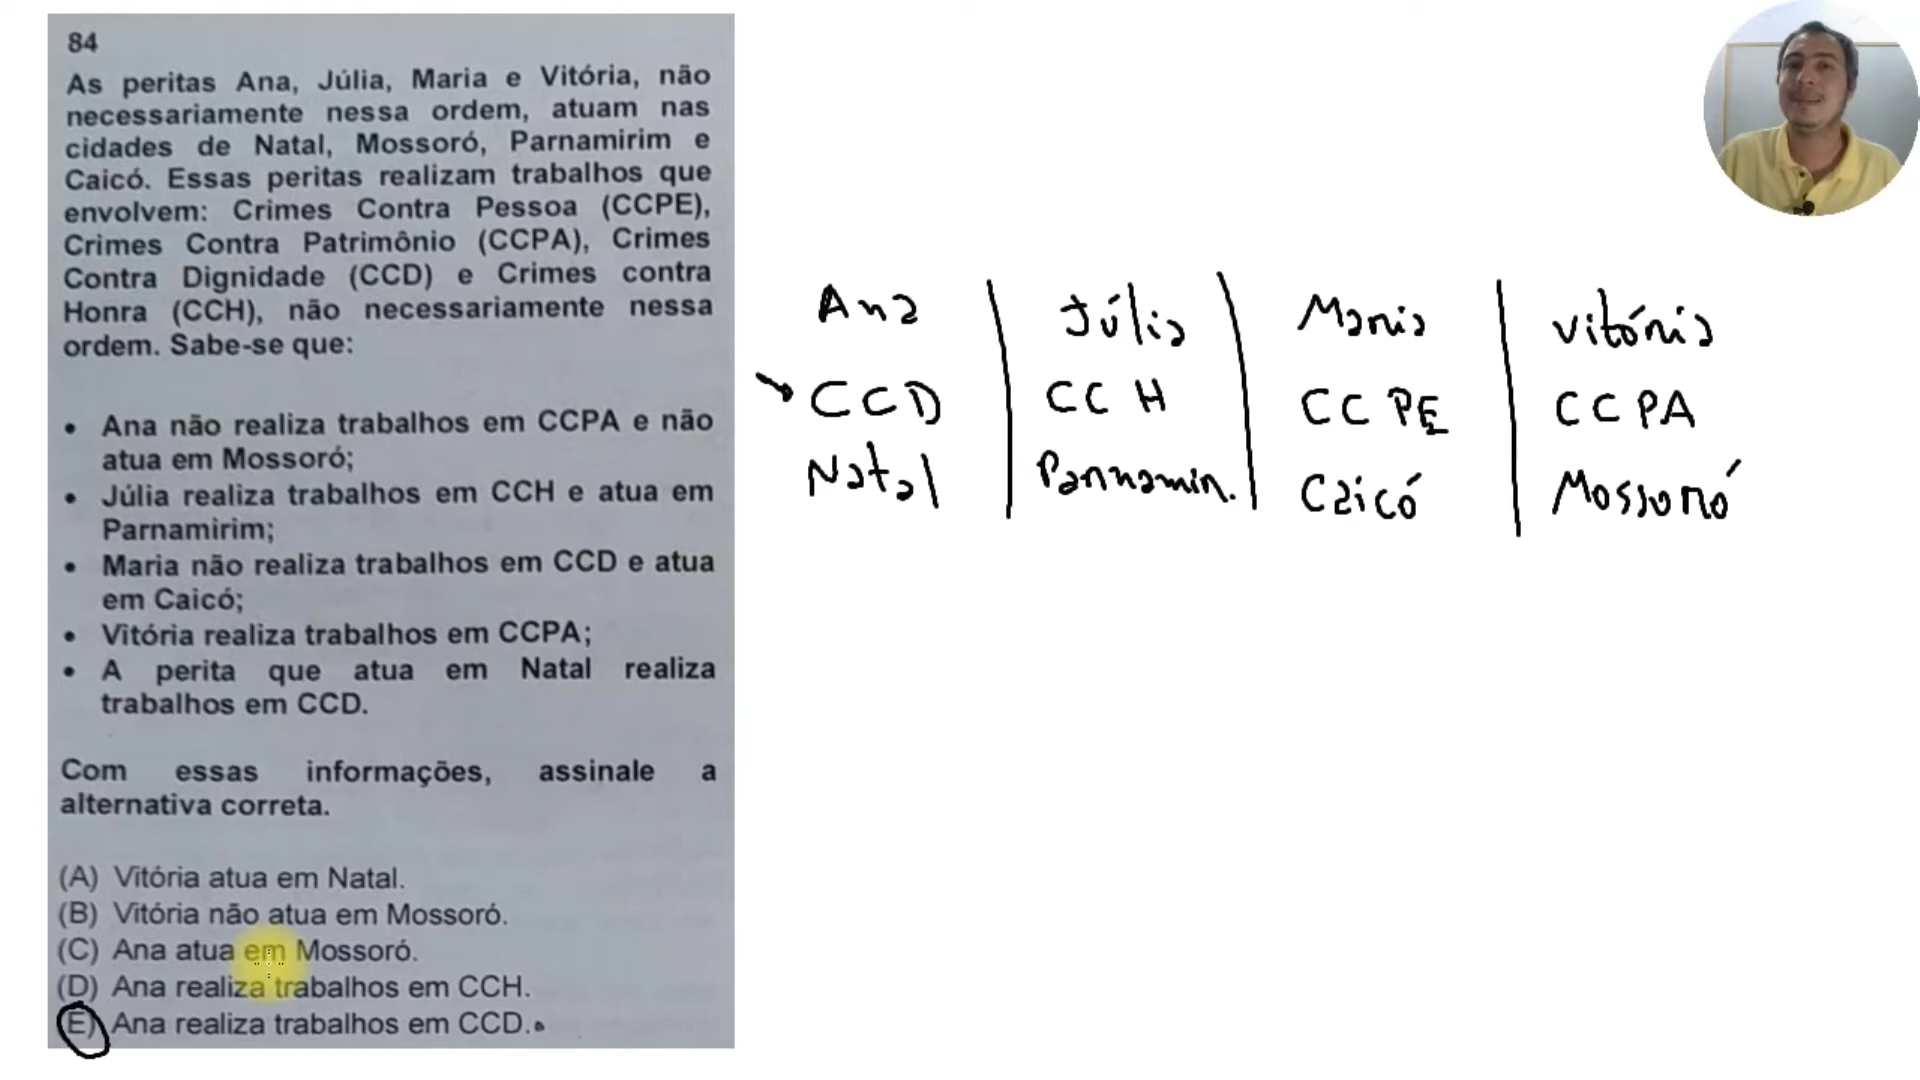 84
As peritas Ana, Júlia, Maria e Vitória, não
necessariamente nessa ordem, atuam nas
cidades de Natal, Mossoró, Parnamirim e
Caicó. Essas peritas realizam trabalhos que
envolvem: Crimes Contra Pessoa (CCPE),
Crimes Contra Patrimônio (CCPA), Crimes
Contra Dignidade (CCD) e Crimes contra
Honra (CCH), não necessariamente nessa
ordem. Sabe-se que:
• Ana não realiza trabalhos em CCPA e não
atua em Mossoró;
• Júlia realiza trabalhos em CCH e atua em
Parnamirim;
• Maria não realiza trabalhos em CCD e atua
em Caicó;
• Vitória realiza trabalhos em CCPA;
• A perita que atua em Natal realiza
trabalhos em CCD.
Com essas informações, assinale a
alternativa correta.
(A) Vitória atua em Natal.
(B) Vitória não atua em Mossoró.
(C) Ana atua em Mossoró.
(D) Ana realiza trabalhos em CCH.
(E) Ana realiza trabalhos em CCD.
Ana Júlia Maria Vitória
CCD CCH CCPE CCPA
Natal Parnamin. Caicó Mossoró